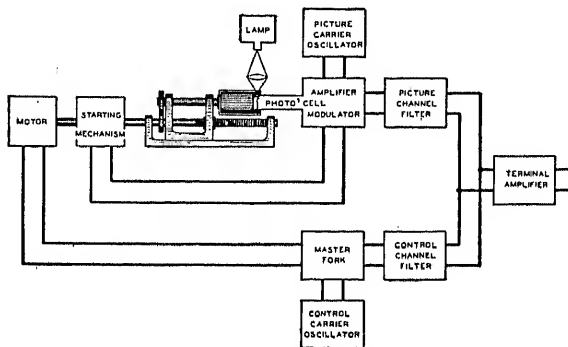 LAMP
PICTURE
CARRIER
OSCILLATOR
MOTOR
STARTING
MECHANISM
PHOTO CELL
AMPLIFIER
MODULATOR
PICTURE
CHANNEL
FILTER
TERMINAL
AMPLIFIER
MASTER
FORK
CONTROL
CHANNEL
FILTER
CONTROL
CARRIER
OSCILLATOR